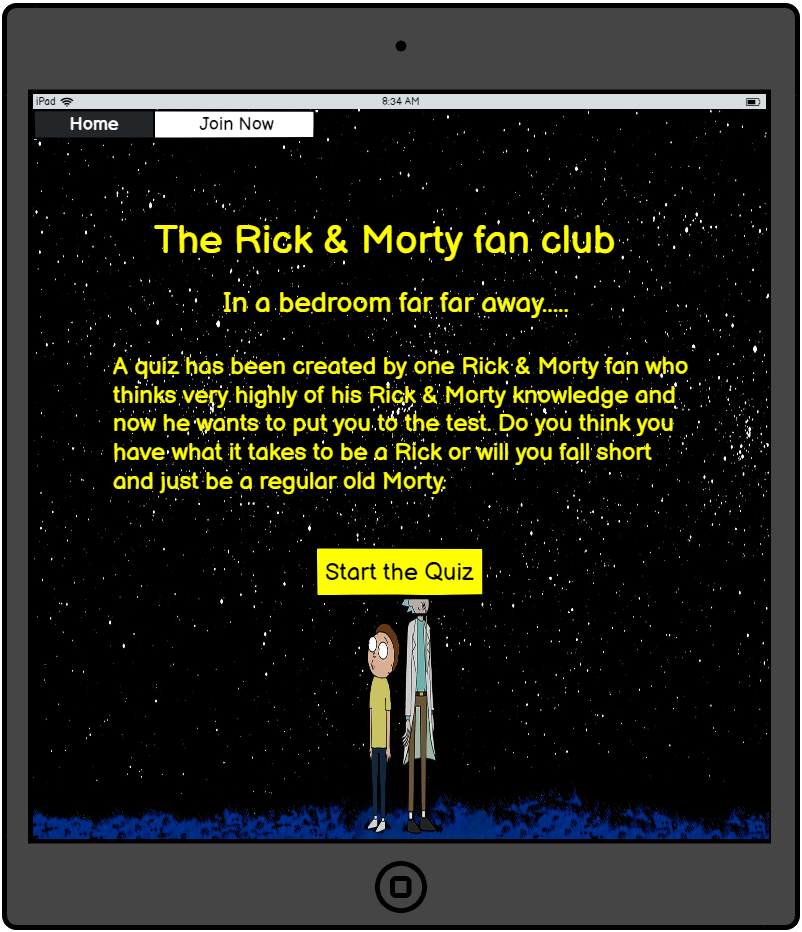 iPad 8:34 AM
Home Join Now
The Rick & Morty fan club
In a bedroom far far away.....
A quiz has been created by one Rick & Morty fan who
thinks very highly of his Rick & Morty knowledge and
now he wants to put you to the test. Do you think you
have what it takes to be a Rick or will you fall short
and just be a regular old Morty.
Start the Quiz